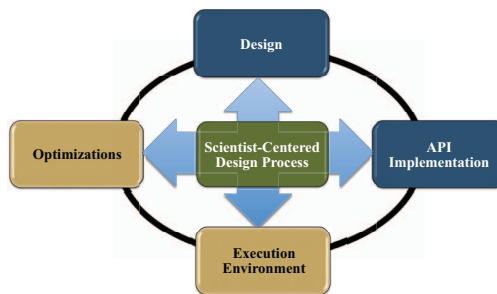 Design
Optimizations
Scientist-Centered
Design Process
API
Implementation
Execution
Environment